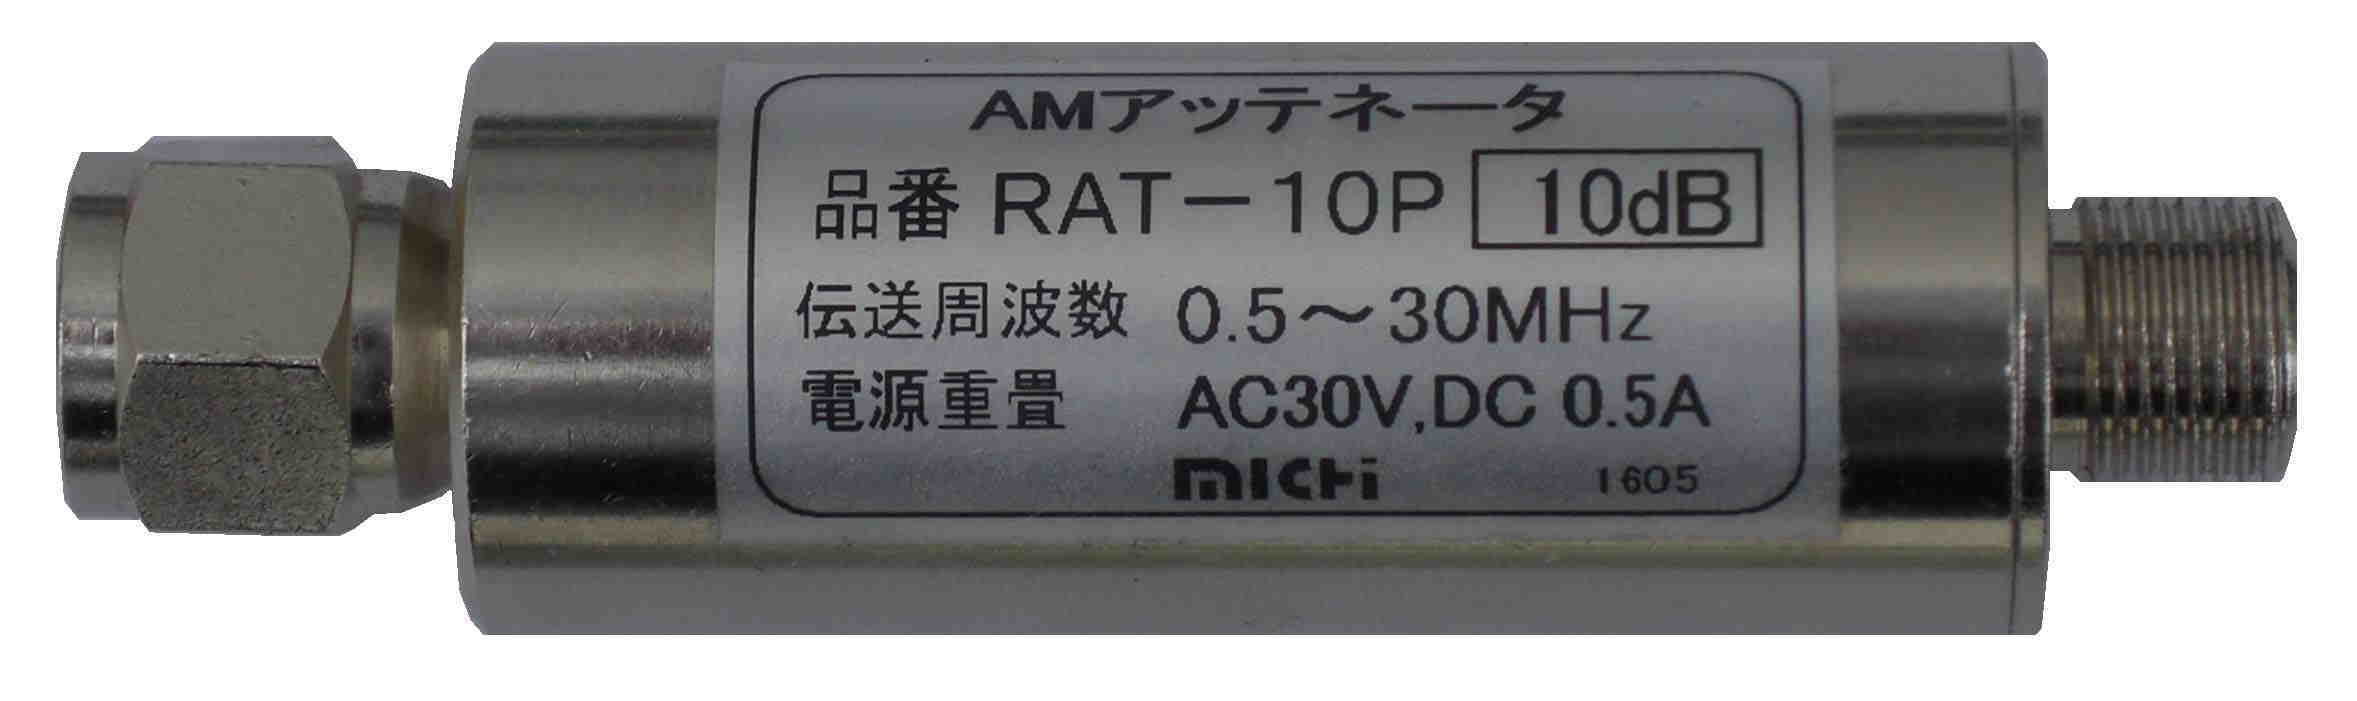 AMアッテネータ
品番 RAT-10P 10dB
伝送周波数 0.5～30MHz
電源重畳 AC30V,DC 0.5A
MICHi 1605